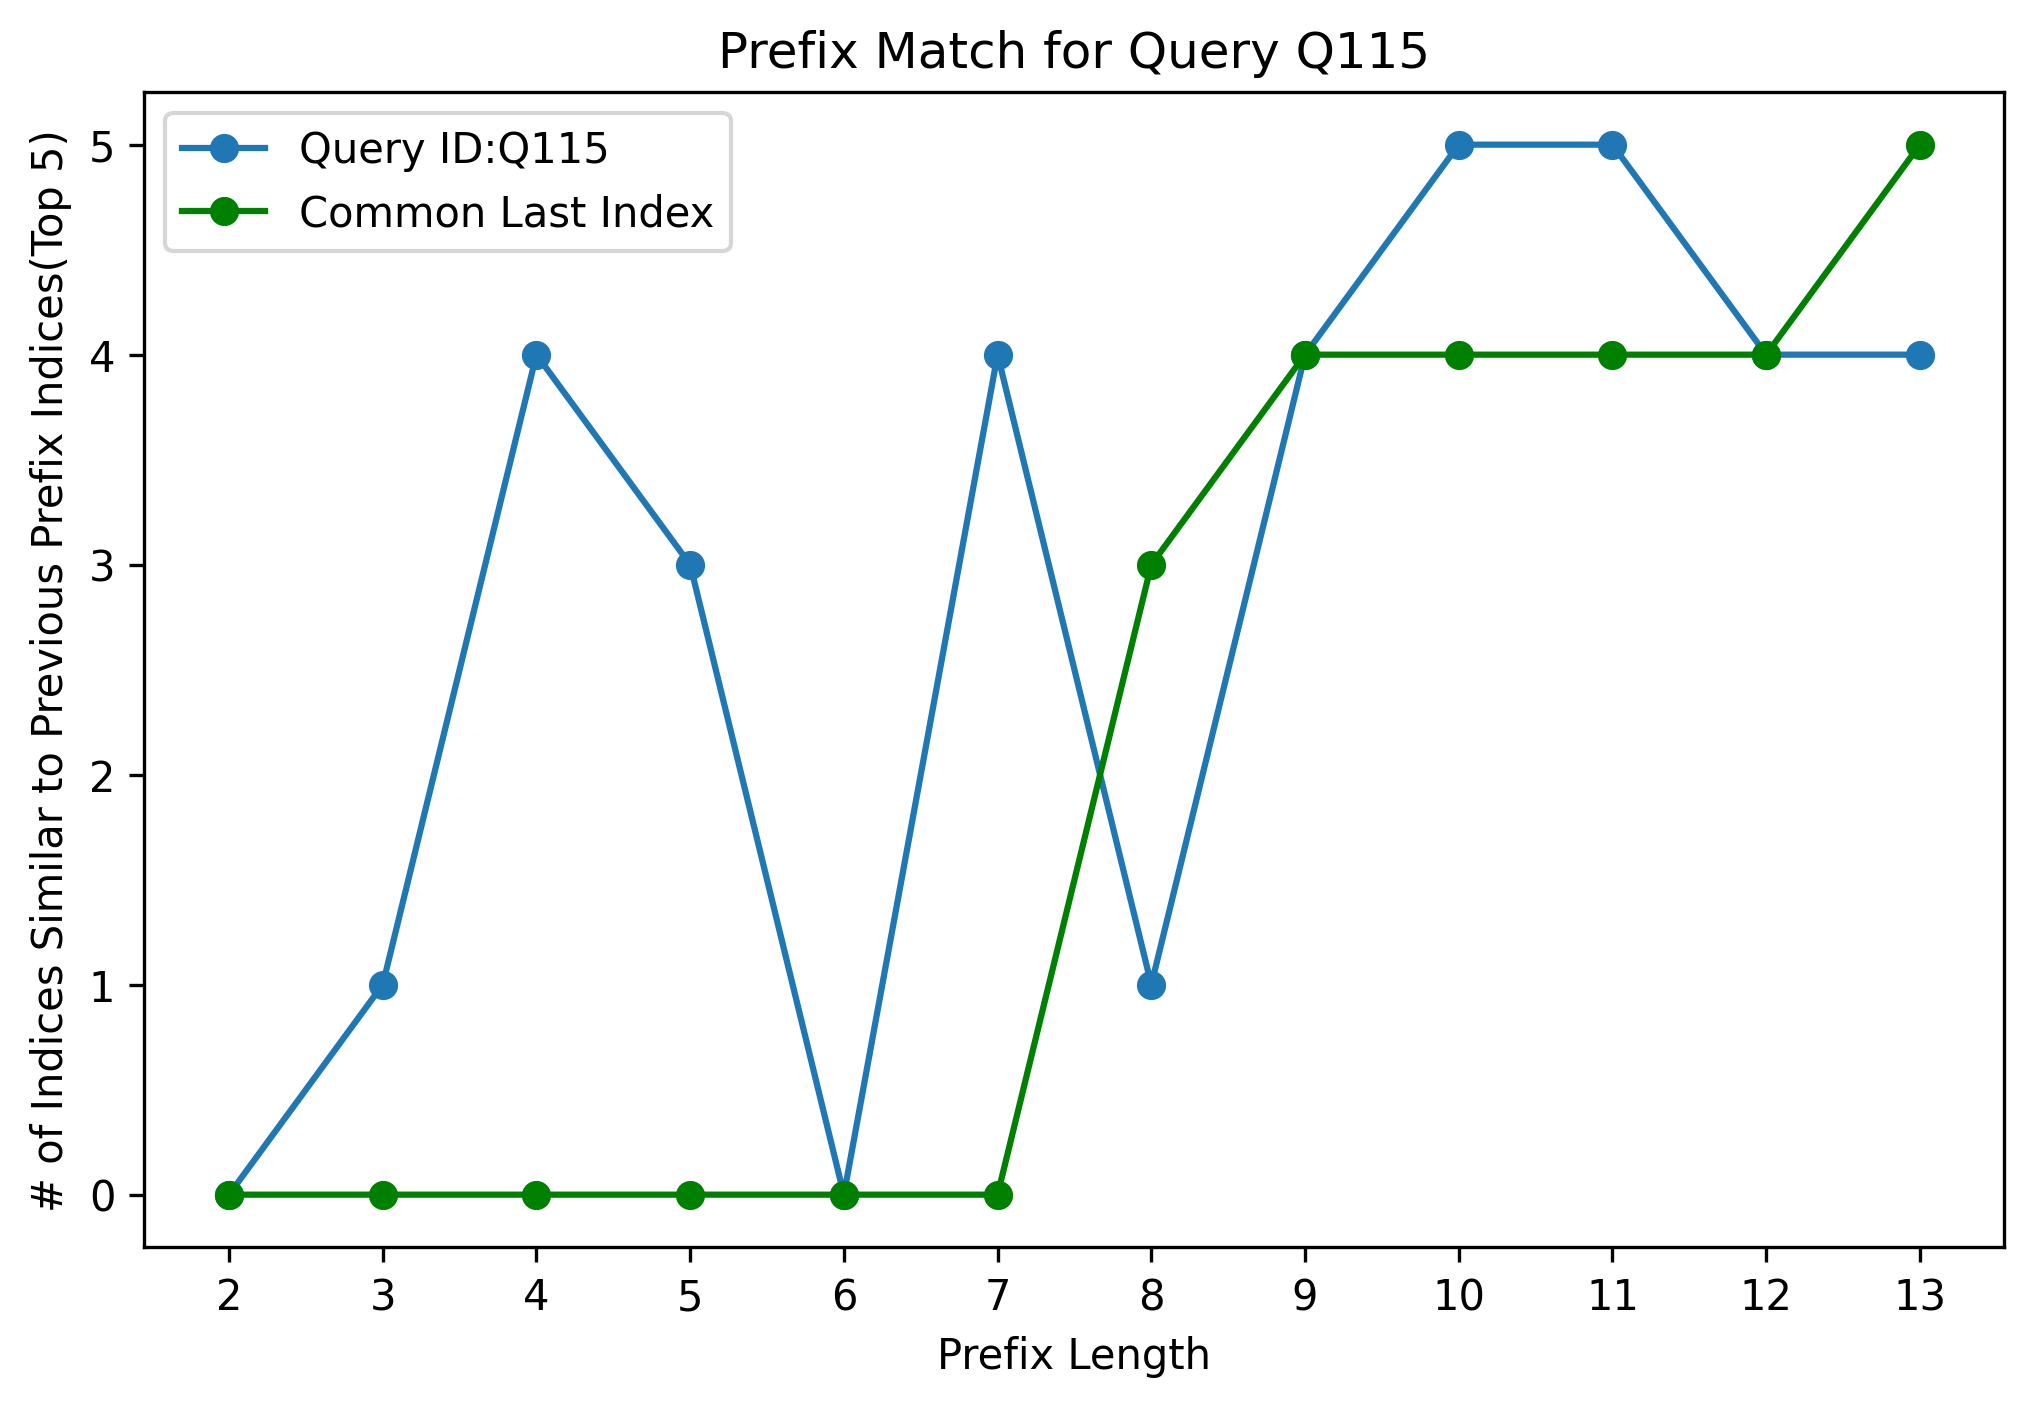 Prefix Match for Query Q115
Query ID:Q115
Common Last Index
# of Indices Similar to Previous Prefix Indices(Top 5)
5
4
3
2
1
0
2 3 4 5 6 7 8 9 10 11 12 13
Prefix Length